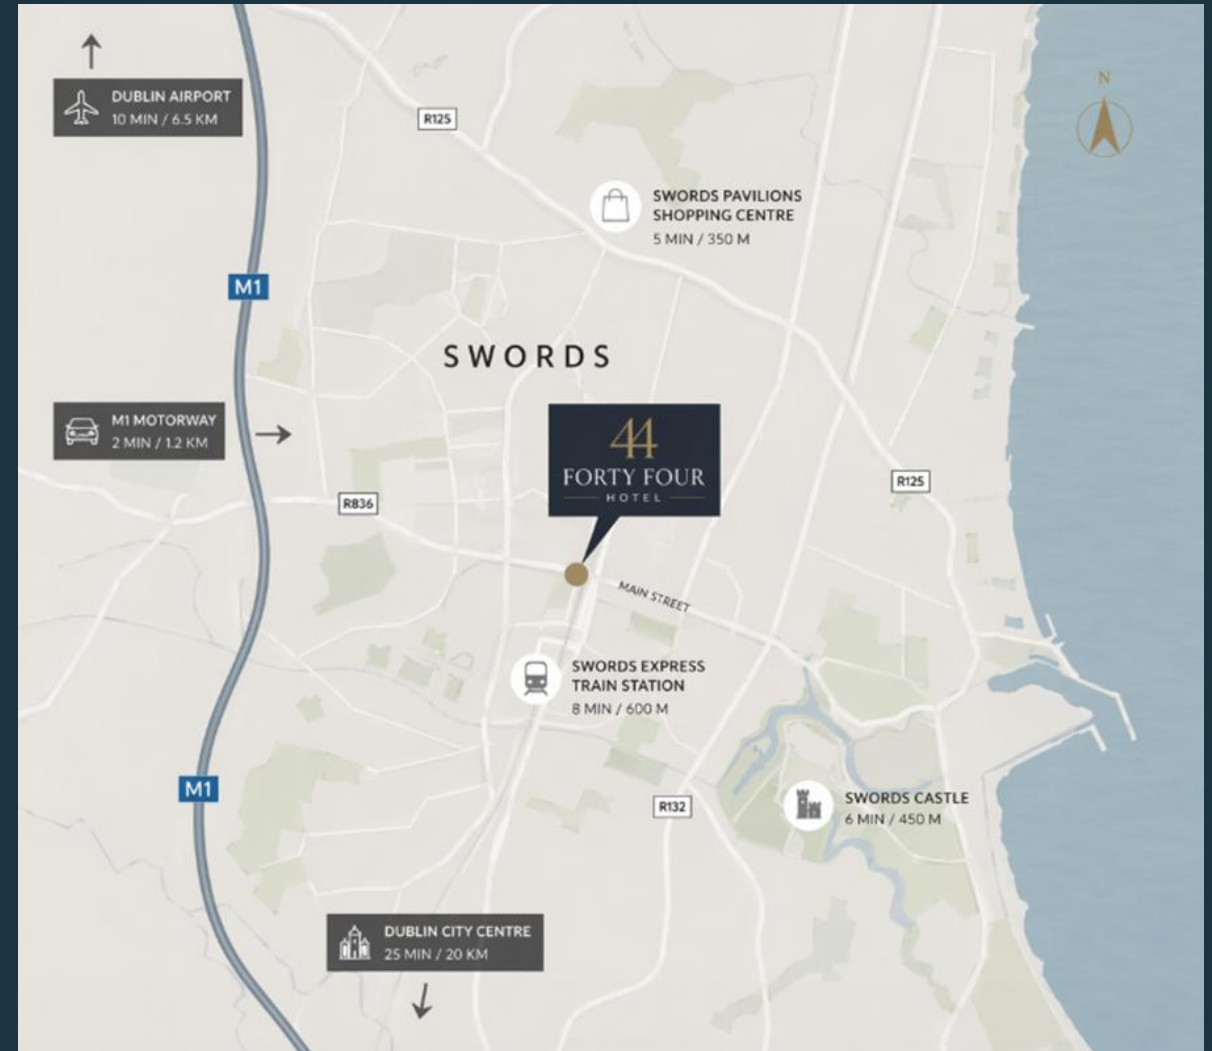 N
DUBLIN AIRPORT
10 MIN / 6.5 KM
R125
SWORDS PAVILIONS
SHOPPING CENTRE
5 MIN / 350 M
M1
SWORDS
M1 MOTORWAY
2 MIN / 1.2 KM
44
FORTY FOUR
HOTEL
R125
R836
MAIN STREET
SWORDS EXPRESS
TRAIN STATION
8 MIN / 600 M
M1
R132
SWORDS CASTLE
6 MIN / 450 M
DUBLIN CITY CENTRE
25 MIN / 20 KM